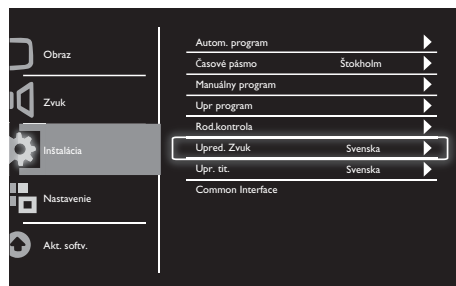 Obraz
Zvuk
Inštalácia
Nastavenie
Akt. softv.
Autom. program
Časové pásmo Štokholm
Manuálny program
Upr program
Rod.kontrola
Upred. Zvuk Svenska
Upr. tit. Svenska
Common Interface